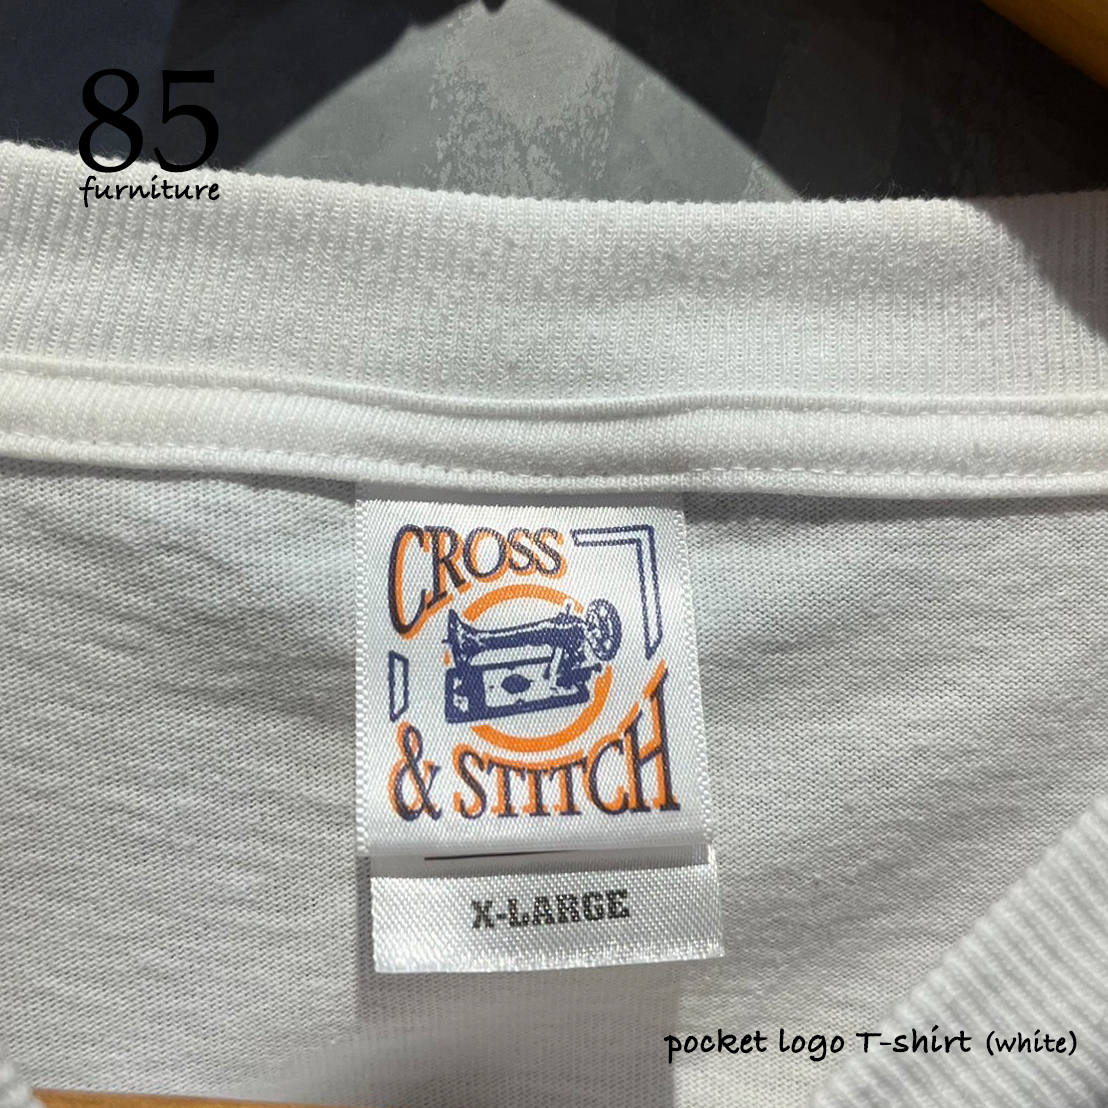 85
furniture
CROSS
& STITCH
X-LARGE
pocket logo T-shirt (white)